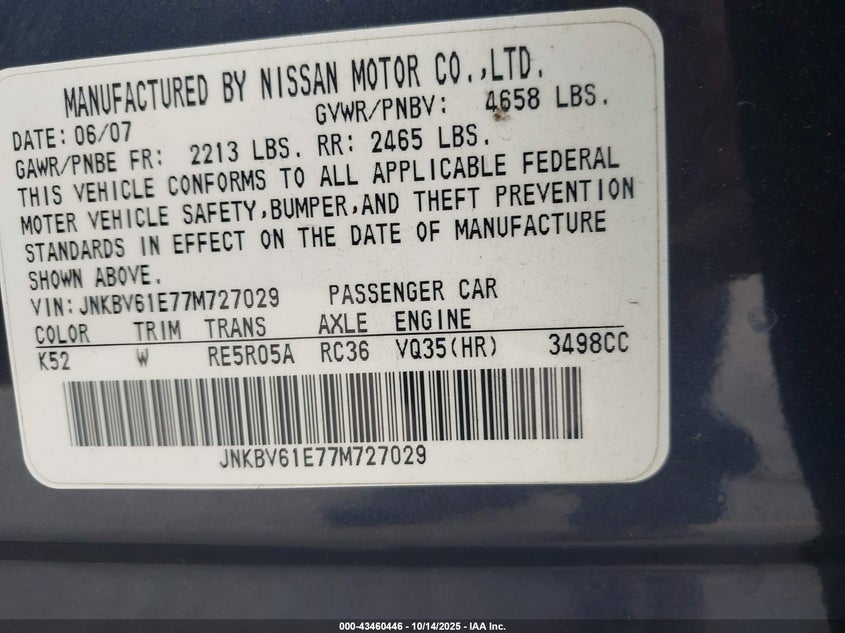 MANUFACTURED BY NISSAN MOTOR CO.,LTD.
DATE: 06/07 GVWR/PNBV: 4658 LBS.
GAWR/PNBE FR: 2213 LBS. RR: 2465 LBS.
THIS VEHICLE CONFORMS TO ALL APPLICABLE FEDERAL
MOTER VEHICLE SAFETY,BUMPER,AND THEFT PREVENTION
STANDARDS IN EFFECT ON THE DATE OF MANUFACTURE
SHOWN ABOVE.
VIN:JNKBV61E77M727029 PASSENGER CAR
COLOR TRIM TRANS AXLE ENGINE
K52 W RE5R05A RC36 VQ35(HR) 3498CC
JNKBV61E77M727029
000-43460446 - 10/14/2025 - IAA Inc.